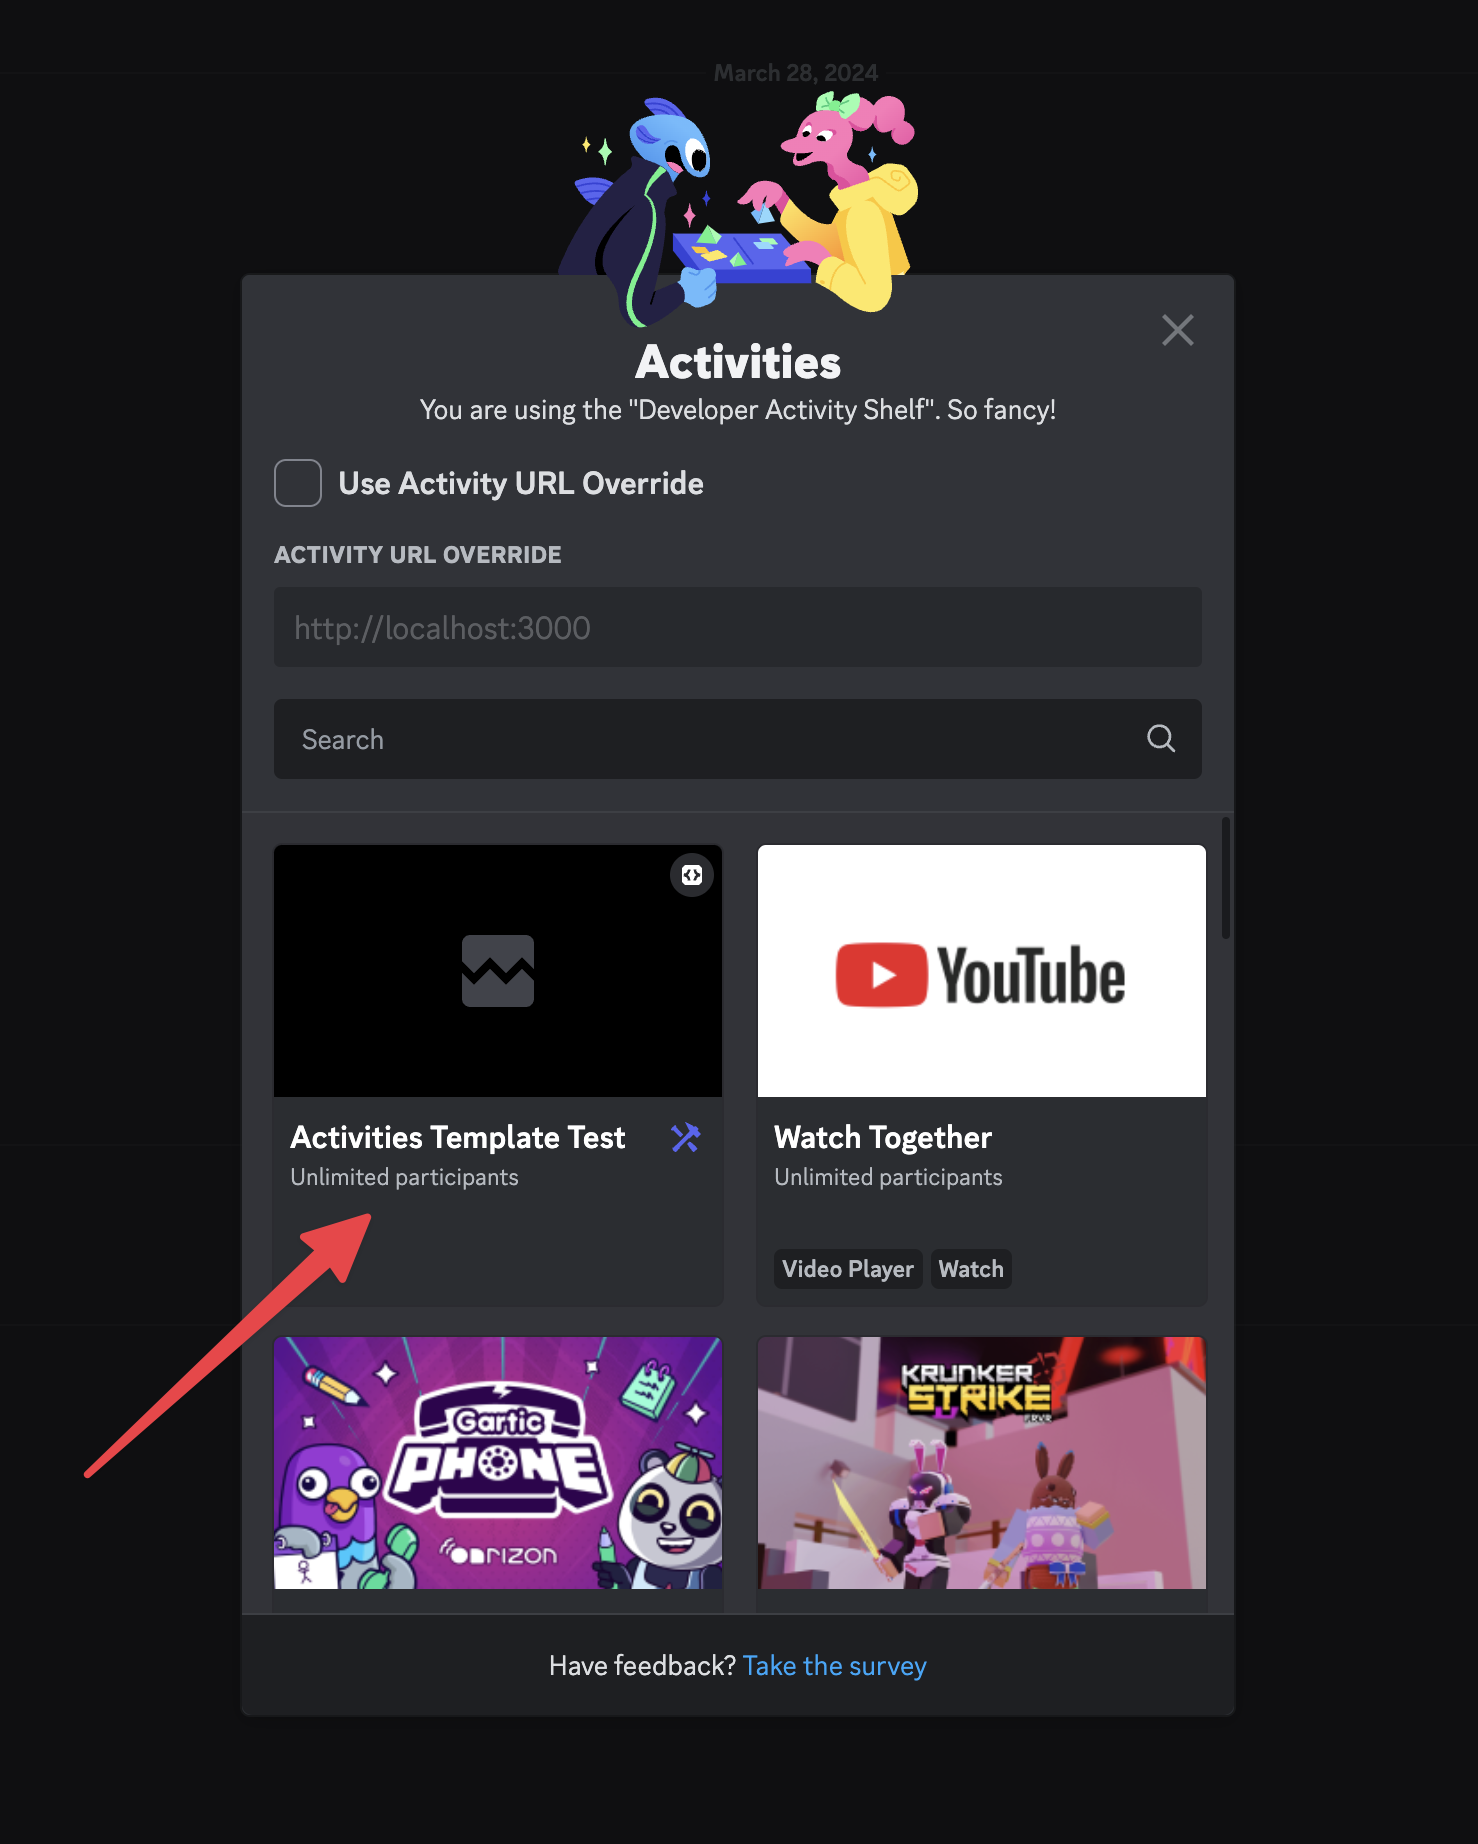 March 28, 2024
Activities
You are using the "Developer Activity Shelf". So fancy!
Use Activity URL Override
ACTIVITY URL OVERRIDE
http://localhost:3000
Search
YouTube
Activities Template Test
Unlimited participants
Watch Together
Unlimited participants
Video Player
Watch
Gartic
PHONE
onrizon
KRUNKER
STRIKE
FRVR
Have feedback? Take the survey